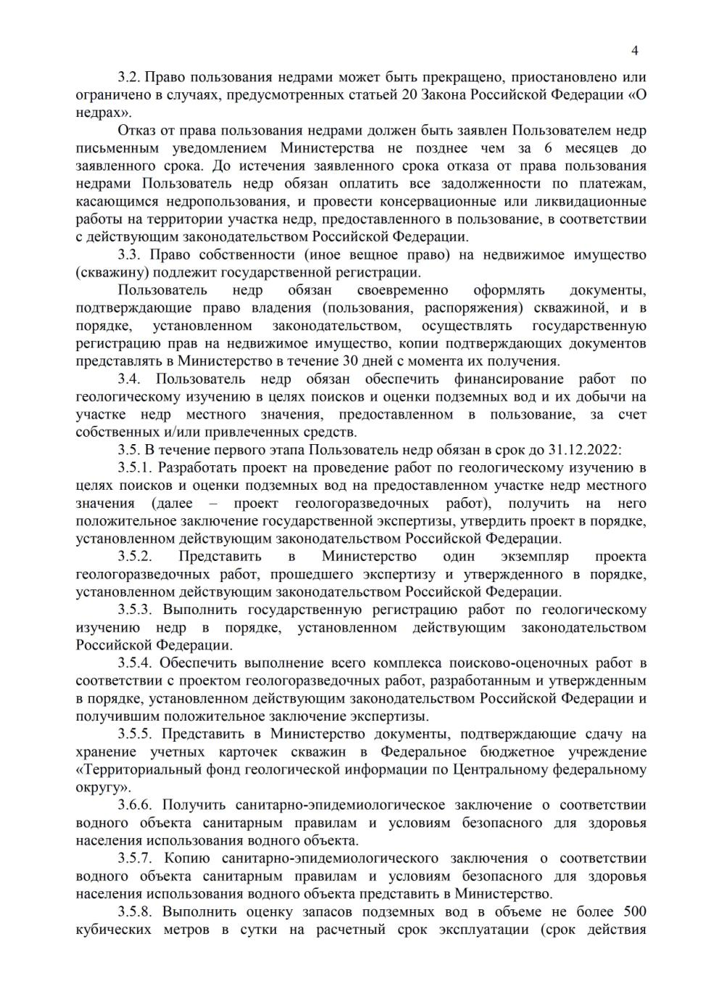 4
3.2. Право пользования недрами может быть прекращено, приостановлено или
ограничено в случаях, предусмотренных статьей 20 Закона Российской Федерации «О
недрах».
Отказ от права пользования недрами должен быть заявлен Пользователем недр
письменным уведомлением Министерства не позднее чем за 6 месяцев до
заявленного срока. До истечения заявленного срока отказа от права пользования
недрами Пользователь недр обязан оплатить все задолженности по платежам,
касающимся недропользования, и провести консервационные или ликвидационные
работы на территории участка недр, предоставленного в пользование, в соответствии
с действующим законодательством Российской Федерации.
3.3. Право собственности (иное вещное право) на недвижимое имущество
(скважину) подлежит государственной регистрации.
Пользователь недр обязан своевременно оформлять документы,
подтверждающие право владения (пользования, распоряжения) скважиной, и в
порядке, установленном законодательством, осуществлять государственную
регистрацию прав на недвижимое имущество, копии подтверждающих документов
представлять в Министерство в течение 30 дней с момента их получения.
3.4. Пользователь недр обязан обеспечить финансирование работ по
геологическому изучению в целях поисков и оценки подземных вод и их добычи на
участке недр местного значения, предоставленном в пользование, за счет
собственных и/или привлеченных средств.
3.5. В течение первого этапа Пользователь недр обязан в срок до 31.12.2022:
3.5.1. Разработать проект на проведение работ по геологическому изучению в
целях поисков и оценки подземных вод на предоставленном участке недр местного
значения (далее – проект геологоразведочных работ), получить на него
положительное заключение государственной экспертизы, утвердить проект в порядке,
установленном действующим законодательством Российской Федерации.
3.5.2. Представить в Министерство один экземпляр проекта
геологоразведочных работ, прошедшего экспертизу и утвержденного в порядке,
установленном действующим законодательством Российской Федерации.
3.5.3. Выполнить государственную регистрацию работ по геологическому
изучению недр в порядке, установленном действующим законодательством
Российской Федерации.
3.5.4. Обеспечить выполнение всего комплекса поисково-оценочных работ в
соответствии с проектом геологоразведочных работ, разработанным и утвержденным
в порядке, установленном действующим законодательством Российской Федерации и
получившим положительное заключение экспертизы.
3.5.5. Представить в Министерство документы, подтверждающие сдачу на
хранение учетных карточек скважин в Федеральное бюджетное учреждение
«Территориальный фонд геологической информации по Центральному федеральному
округу».
3.6.6. Получить санитарно-эпидемиологическое заключение о соответствии
водного объекта санитарным правилам и условиям безопасного для здоровья
населения использования водного объекта.
3.5.7. Копию санитарно-эпидемиологического заключения о соответствии
водного объекта санитарным правилам и условиям безопасного для здоровья
населения использования водного объекта представить в Министерство.
3.5.8. Выполнить оценку запасов подземных вод в объеме не более 500
кубических метров в сутки на расчетный срок эксплуатации (срок действия